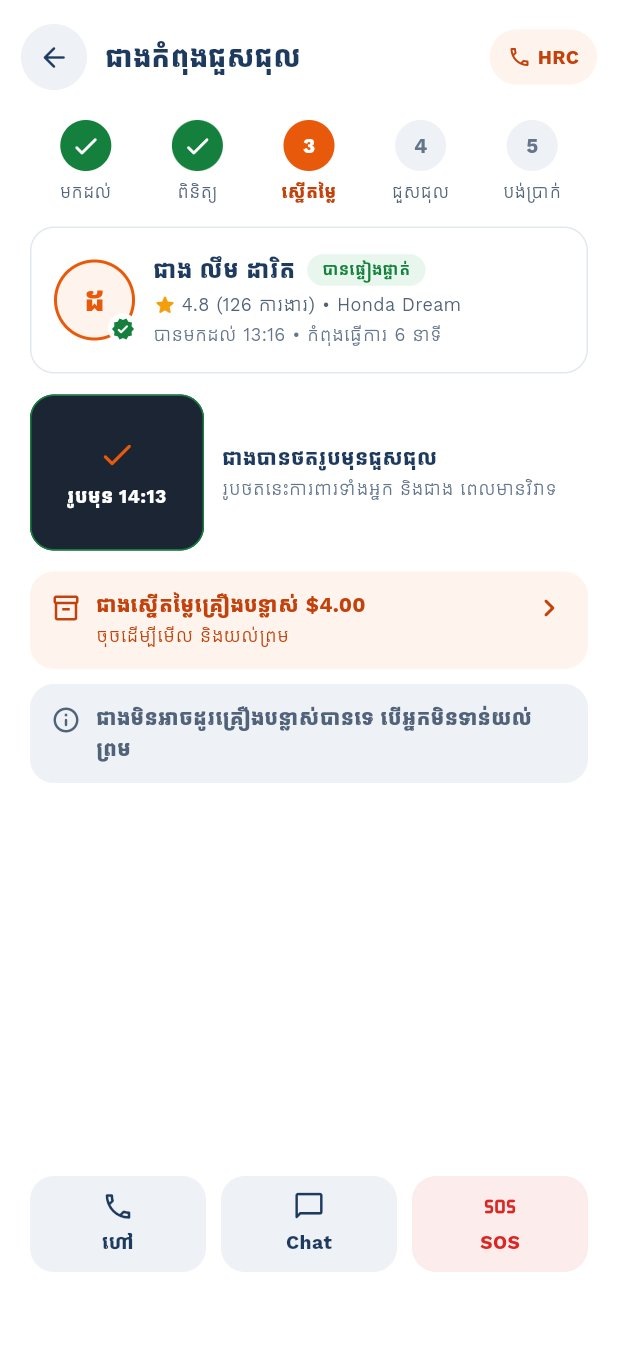 ជាងកំពុងជួសជុល
HRC
3
4
5
មកដល់
ពិនិត្យ
ស្នើតម្លៃ
ជួសជុល
បង់ប្រាក់
ជាង លឹម ដារិត
បានផ្ទៀងផ្ទាត់
ដ
4.8 (126 ការងារ) • Honda Dream
បានមកដល់ 13:16 • កំពុងធ្វើការ 6 នាទី
រូបមុន 14:13
ជាងបានថតរូបមុនជួសជុល
រូបថតនេះការពារទាំងអ្នក និងជាង ពេលមានវិវាទ
ជាងស្នើតម្លៃគ្រឿងបន្លាស់ $4.00
ចុចដើម្បីមើល និងយល់ព្រម
ជាងមិនអាចដូរគ្រឿងបន្លាស់បានទេ បើអ្នកមិនទាន់យល់
ព្រម
ហៅ
Chat
SOS
SOS